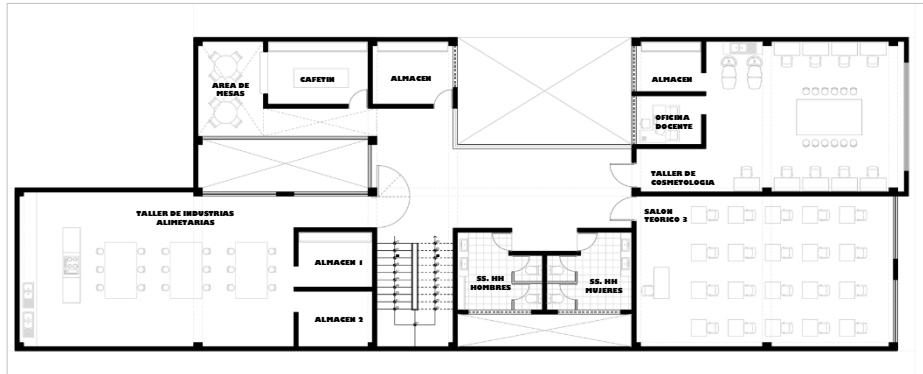 AREA DE
MESAS
CAFETIN
ALMACEN
ALMACEN
OFICINA
DOCENTE
TALLER DE
COSMETOLOGIA
TALLER DE INDUSTRIAS
ALIMETARIAS
SALON
TEORICO 3
ALMACEN 1
ALMACEN 2
SS. HH
HOMBRES
SS. HH
MUJERES